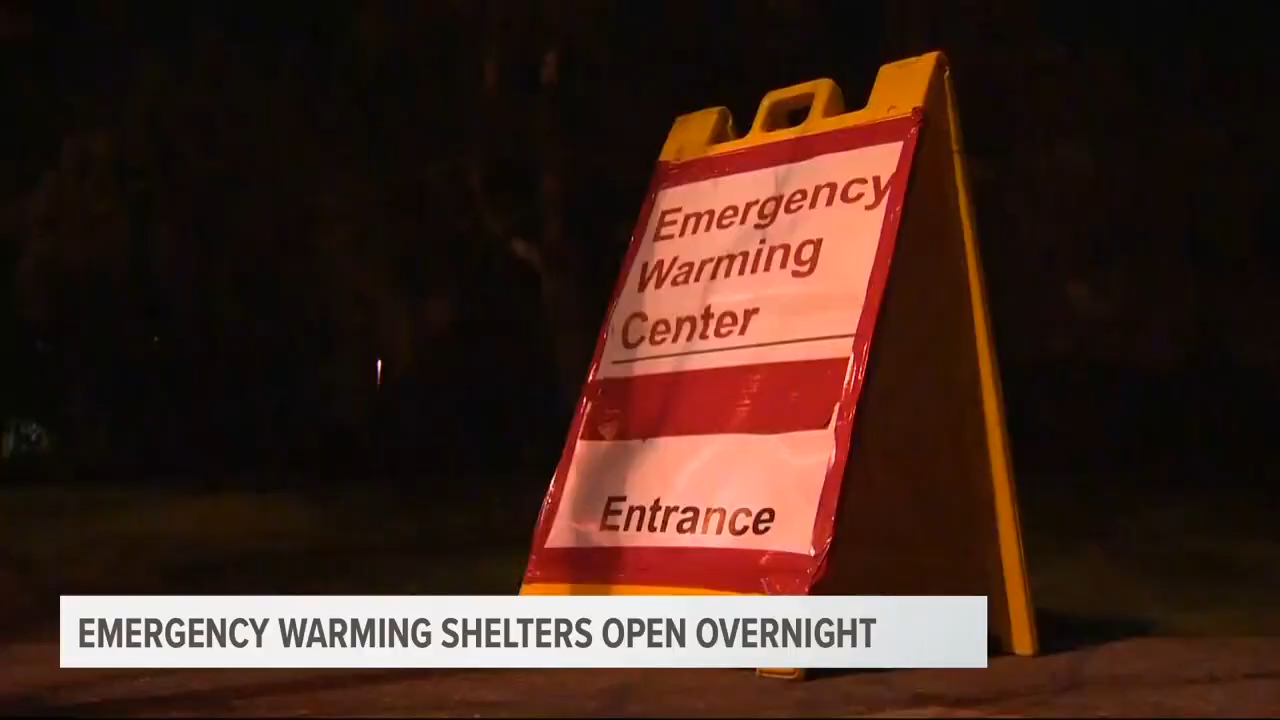 Emergency
Warming
Center
Entrance
EMERGENCY WARMING SHELTERS OPEN OVERNIGHT